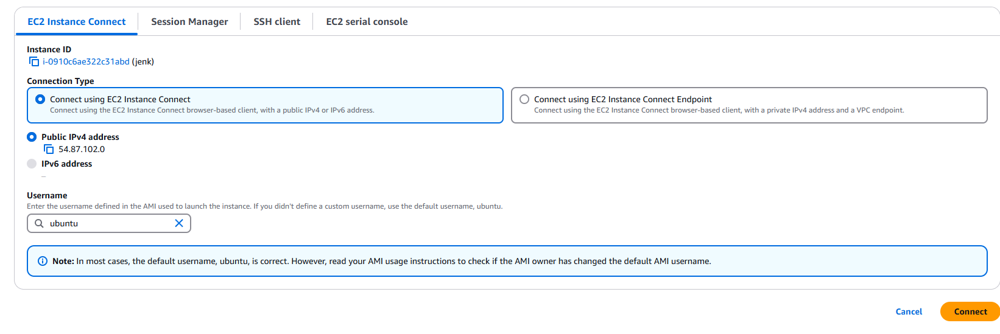 EC2 Instance Connect
Session Manager
SSH client
EC2 serial console
Instance ID
i-0910c6ae322c31abd (jenk)
Connection Type
Connect using EC2 Instance Connect
Connect using the EC2 Instance Connect browser-based client, with a public IPv4 or IPv6 address.
Connect using EC2 Instance Connect Endpoint
Connect using the EC2 Instance Connect browser-based client, with a private IPv4 address and a VPC endpoint.
Public IPv4 address
54.87.102.0
IPv6 address
–
Username
Enter the username defined in the AMI used to launch the instance. If you didn't define a custom username, use the default username, ubuntu.
ubuntu
Note: In most cases, the default username, ubuntu, is correct. However, read your AMI usage instructions to check if the AMI owner has changed the default AMI username.
Cancel
Connect